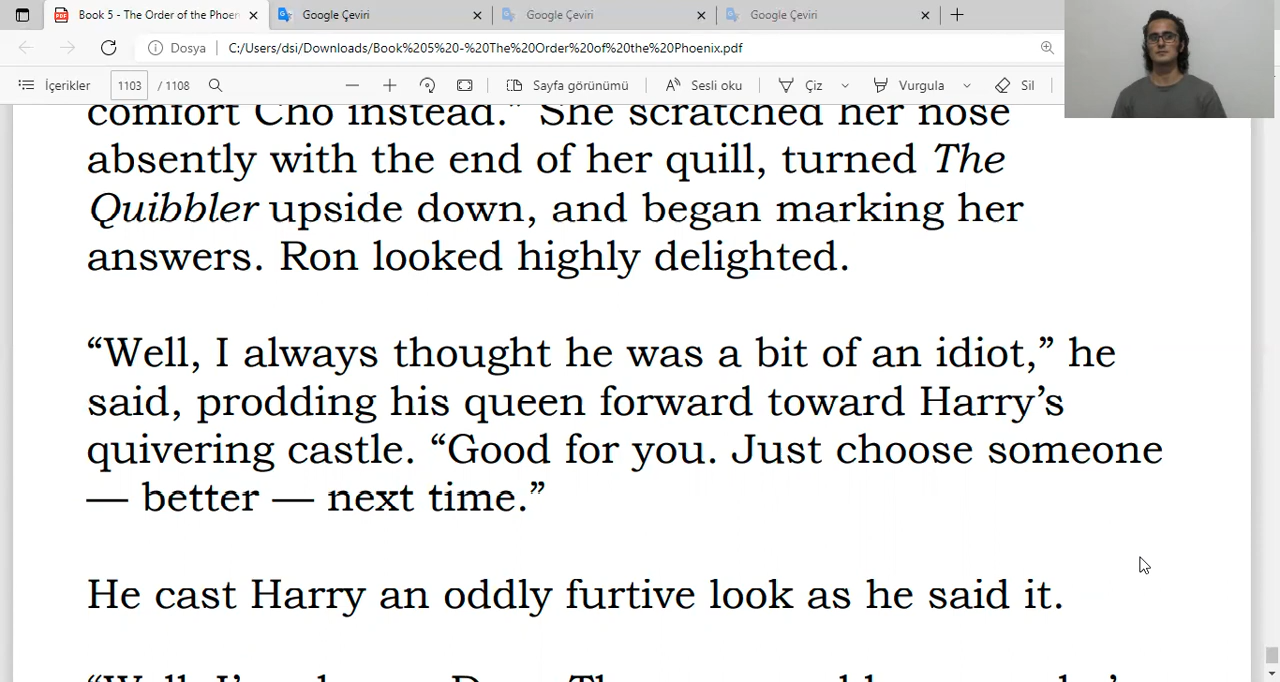 Book 5 - The Order of the Phoen
Google Çeviri
Google Çeviri
Google Çeviri
Dosya
C:/Users/dsi/Downloads/Book%205%20-%20The%20Order%20of%20the%20Phoenix.pdf
İçerikler
1103 / 1108
Sayfa görünümü
Sesli oku
Çiz
Vurgula
Sil
comfort Cho instead.” She scratched her nose
absently with the end of her quill, turned The
Quibbler upside down, and began marking her
answers. Ron looked highly delighted.
“Well, I always thought he was a bit of an idiot,” he
said, prodding his queen forward toward Harry’s
quivering castle. “Good for you. Just choose someone
— better — next time.”
He cast Harry an oddly furtive look as he said it.